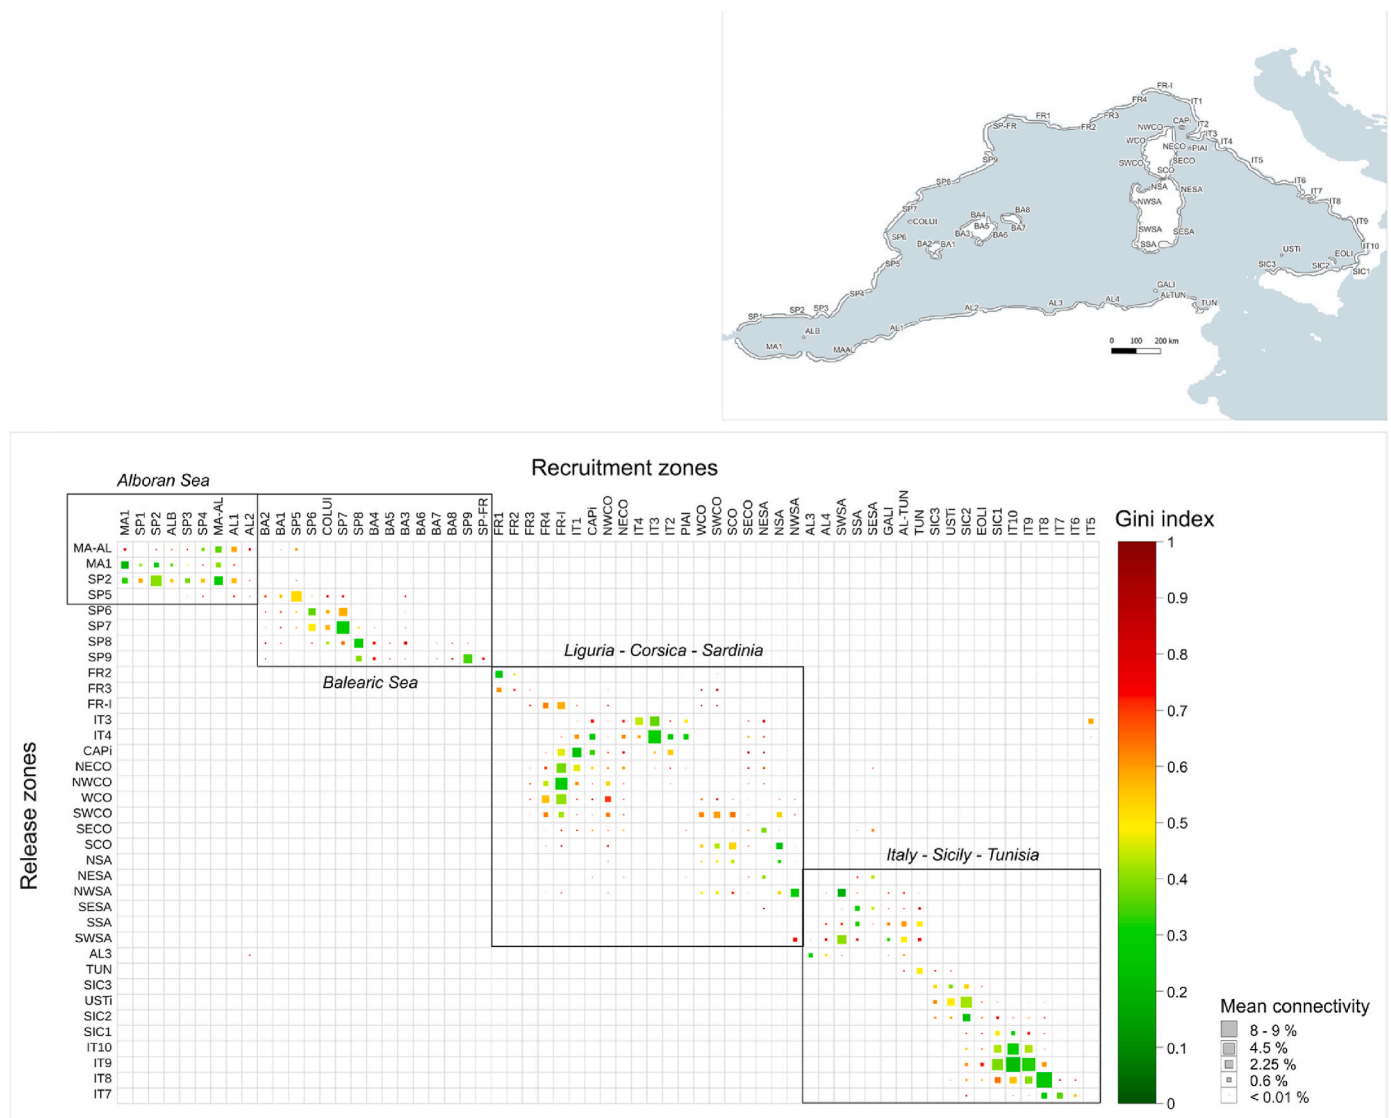 FR-I
FR4
IT1
FR1
FR3
CAPi
SP-FR
FR2
NWCO
IT2
IT3
WCO
IT4
NECO
PIAI
SP9
SWCO
SECO
IT5
SCO
SP8
NSA
NESA
IT6
IT7
NWSA
IT8
SP7
BA4
BA8
COLUI
BA5
IT9
SP6
BA3
BA6
BA7
SWSA
SESA
BA2
BA1
SSA
IT10
USTi
EOLI
SP5
SIC3
SIC2
SIC1
GALI
SP4
ALTUN
SP2
SP3
AL2
AL3
AL4
TUN
SP1
ALB
AL1
MA1
MAAL
0 100 200 km
Recruitment zones
Alboran Sea
MA1 SP1 SP2 ALB SP3 SP4 MA-AL AL1 AL2 BA2 BA1 SP5 SP6 COLUI SP7 SP8 BA4 BA5 BA3 BA6 BA7 BA8 SP9 SP-FR FR1 FR2 FR3 FR4 FR-I IT1 CAPi NWCO NECO IT4 IT3 IT2 PIAI WCO SWCO SCO SECO NESA NSA NWSA AL3 AL4 SWSA SSA SESA GALI AL-TUN TUN SIC3 USTi SIC2 EOLI SIC1 IT10 IT9 IT8 IT7 IT6 IT5
Gini index
MA-AL
MA1
SP2
SP5
SP6
SP7
SP8
SP9
FR2
FR3
FR-I
IT3
IT4
CAPi
NECO
NWCO
WCO
SWCO
SECO
SCO
NSA
NESA
NWSA
SESA
SSA
SWSA
AL3
TUN
SIC3
USTi
SIC2
SIC1
IT10
IT9
IT8
IT7
Release zones
Balearic Sea
Liguria - Corsica - Sardinia
Italy - Sicily - Tunisia
1
0.9
0.8
0.7
0.6
0.5
0.4
0.3
0.2
0.1
0
Mean connectivity
8 - 9 %
4.5 %
2.25 %
0.6 %
< 0.01 %